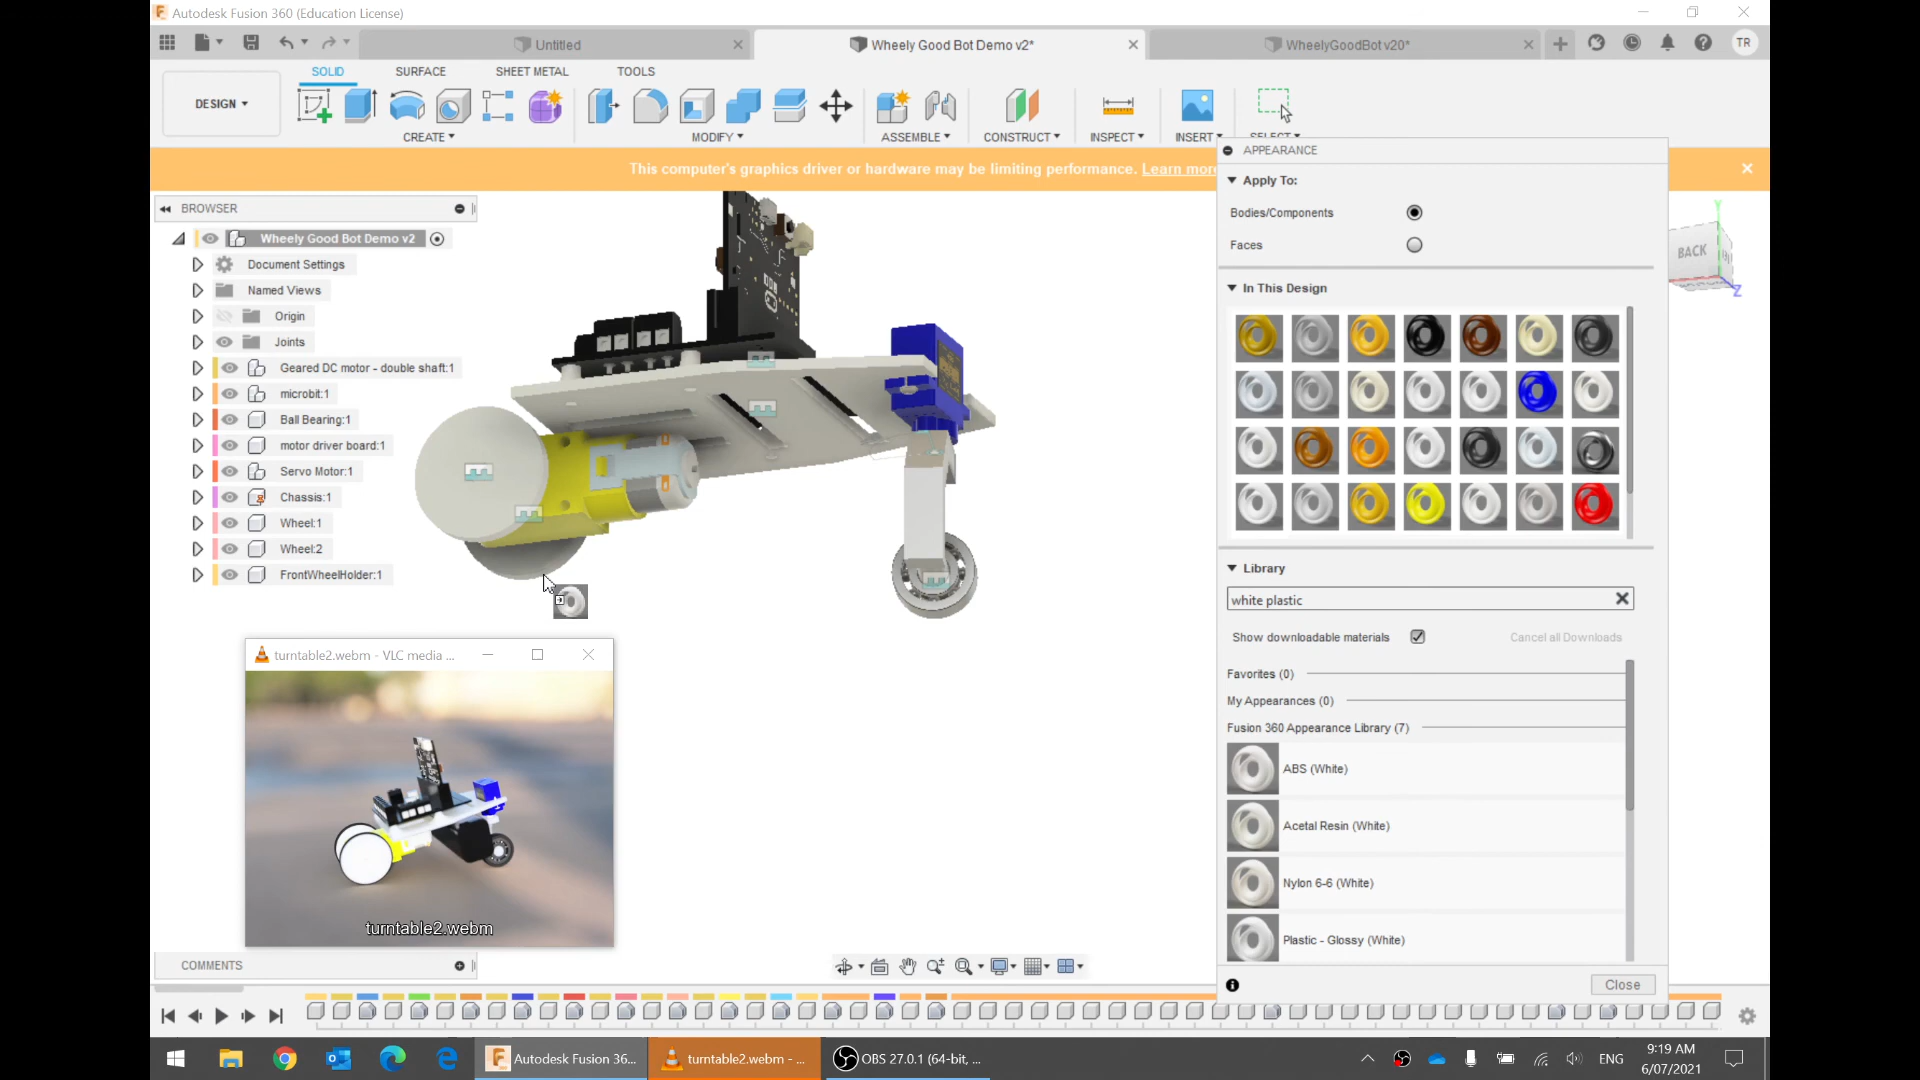 Autodesk Fusion 360 (Education License)
Untitled
Wheely Good Bot Demo v2*
WheelyGoodBot v20*
TR
SOLID
SURFACE
SHEET METAL
TOOLS
DESIGN
CREATE
MODIFY
ASSEMBLE
CONSTRUCT
INSPECT
INSERT
SELECT
This computer's graphics driver or hardware may be limiting performance. Learn more
APPEARANCE
Apply To:
Bodies/Components
Faces
In This Design
BACK
Y
Z
BROWSER
Wheely Good Bot Demo v2
Document Settings
Named Views
Origin
Joints
Geared DC motor - double shaft:1
microbit:1
Ball Bearing:1
motor driver board:1
Servo Motor:1
Chassis:1
Wheel:1
Wheel:2
FrontWheelHolder:1
Library
white plastic
Show downloadable materials
Cancel all Downloads
Favorites (0)
My Appearances (0)
Fusion 360 Appearance Library (7)
ABS (White)
Acetal Resin (White)
Nylon 6-6 (White)
Plastic - Glossy (White)
Close
turntable2.webm - VLC media ...
turntable2.webm
COMMENTS
Autodesk Fusion 36...
turntable2.webm - ...
OBS 27.0.1 (64-bit, ...
ENG
9:19 AM
6/07/2021